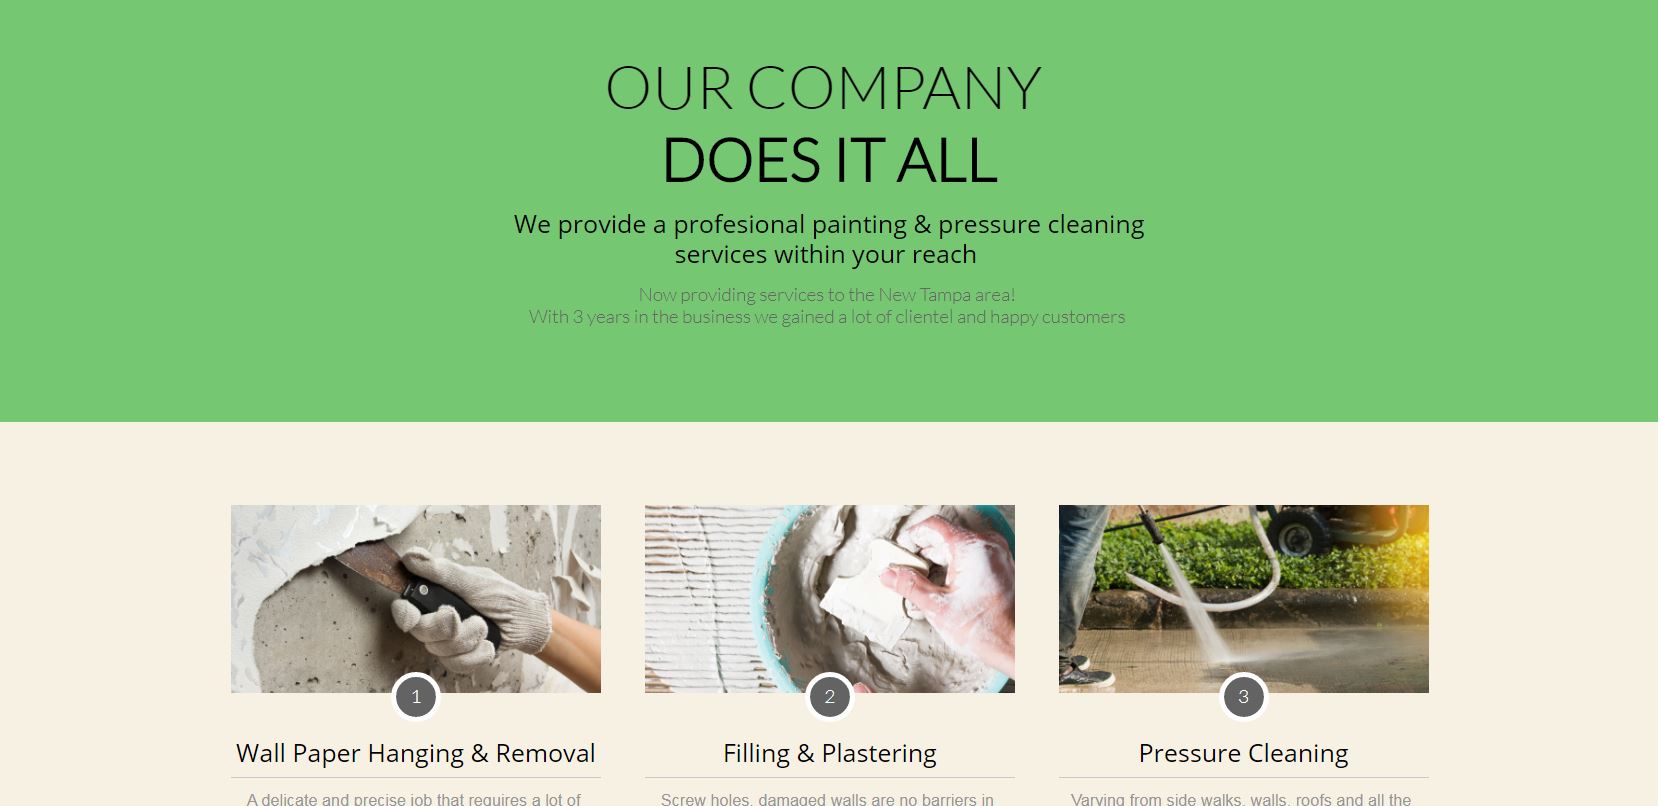 OUR COMPANY
DOES IT ALL
We provide a profesional painting & pressure cleaning
services within your reach
Now providing services to the New Tampa area!
With 3 years in the business we gained a lot of clientel and happy customers
1
2
3
Wall Paper Hanging & Removal
Filling & Plastering
Pressure Cleaning
A delicate and precise job that requires a lot of
Screw holes, damaged walls are no barriers in
Varying from side walks, walls, roofs and all the